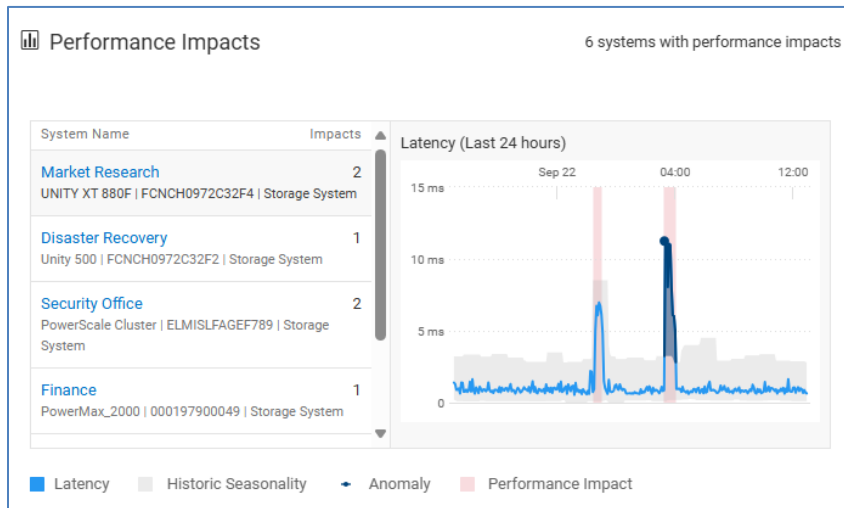 Performance Impacts
6 systems with performance impacts
System Name Impacts
Market Research 2
UNITY XT 880F | FCNCH0972C32F4 | Storage System
Disaster Recovery 1
Unity 500 | FCNCH0972C32F2 | Storage System
Security Office 2
PowerScale Cluster | ELMISLFAGEF789 | Storage
System
Finance 1
PowerMax_2000 | 000197900049 | Storage System
Latency (Last 24 hours)
Sep 22 04:00 12:00
15 ms
10 ms
5 ms
0
Latency Historic Seasonality Anomaly Performance Impact